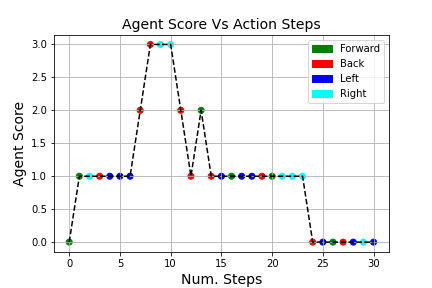 Agent Score Vs Action Steps
Forward
Back
Left
Right
3.0
2.5
2.0
1.5
1.0
0.5
0.0
Agent Score
0 5 10 15 20 25 30
Num. Steps